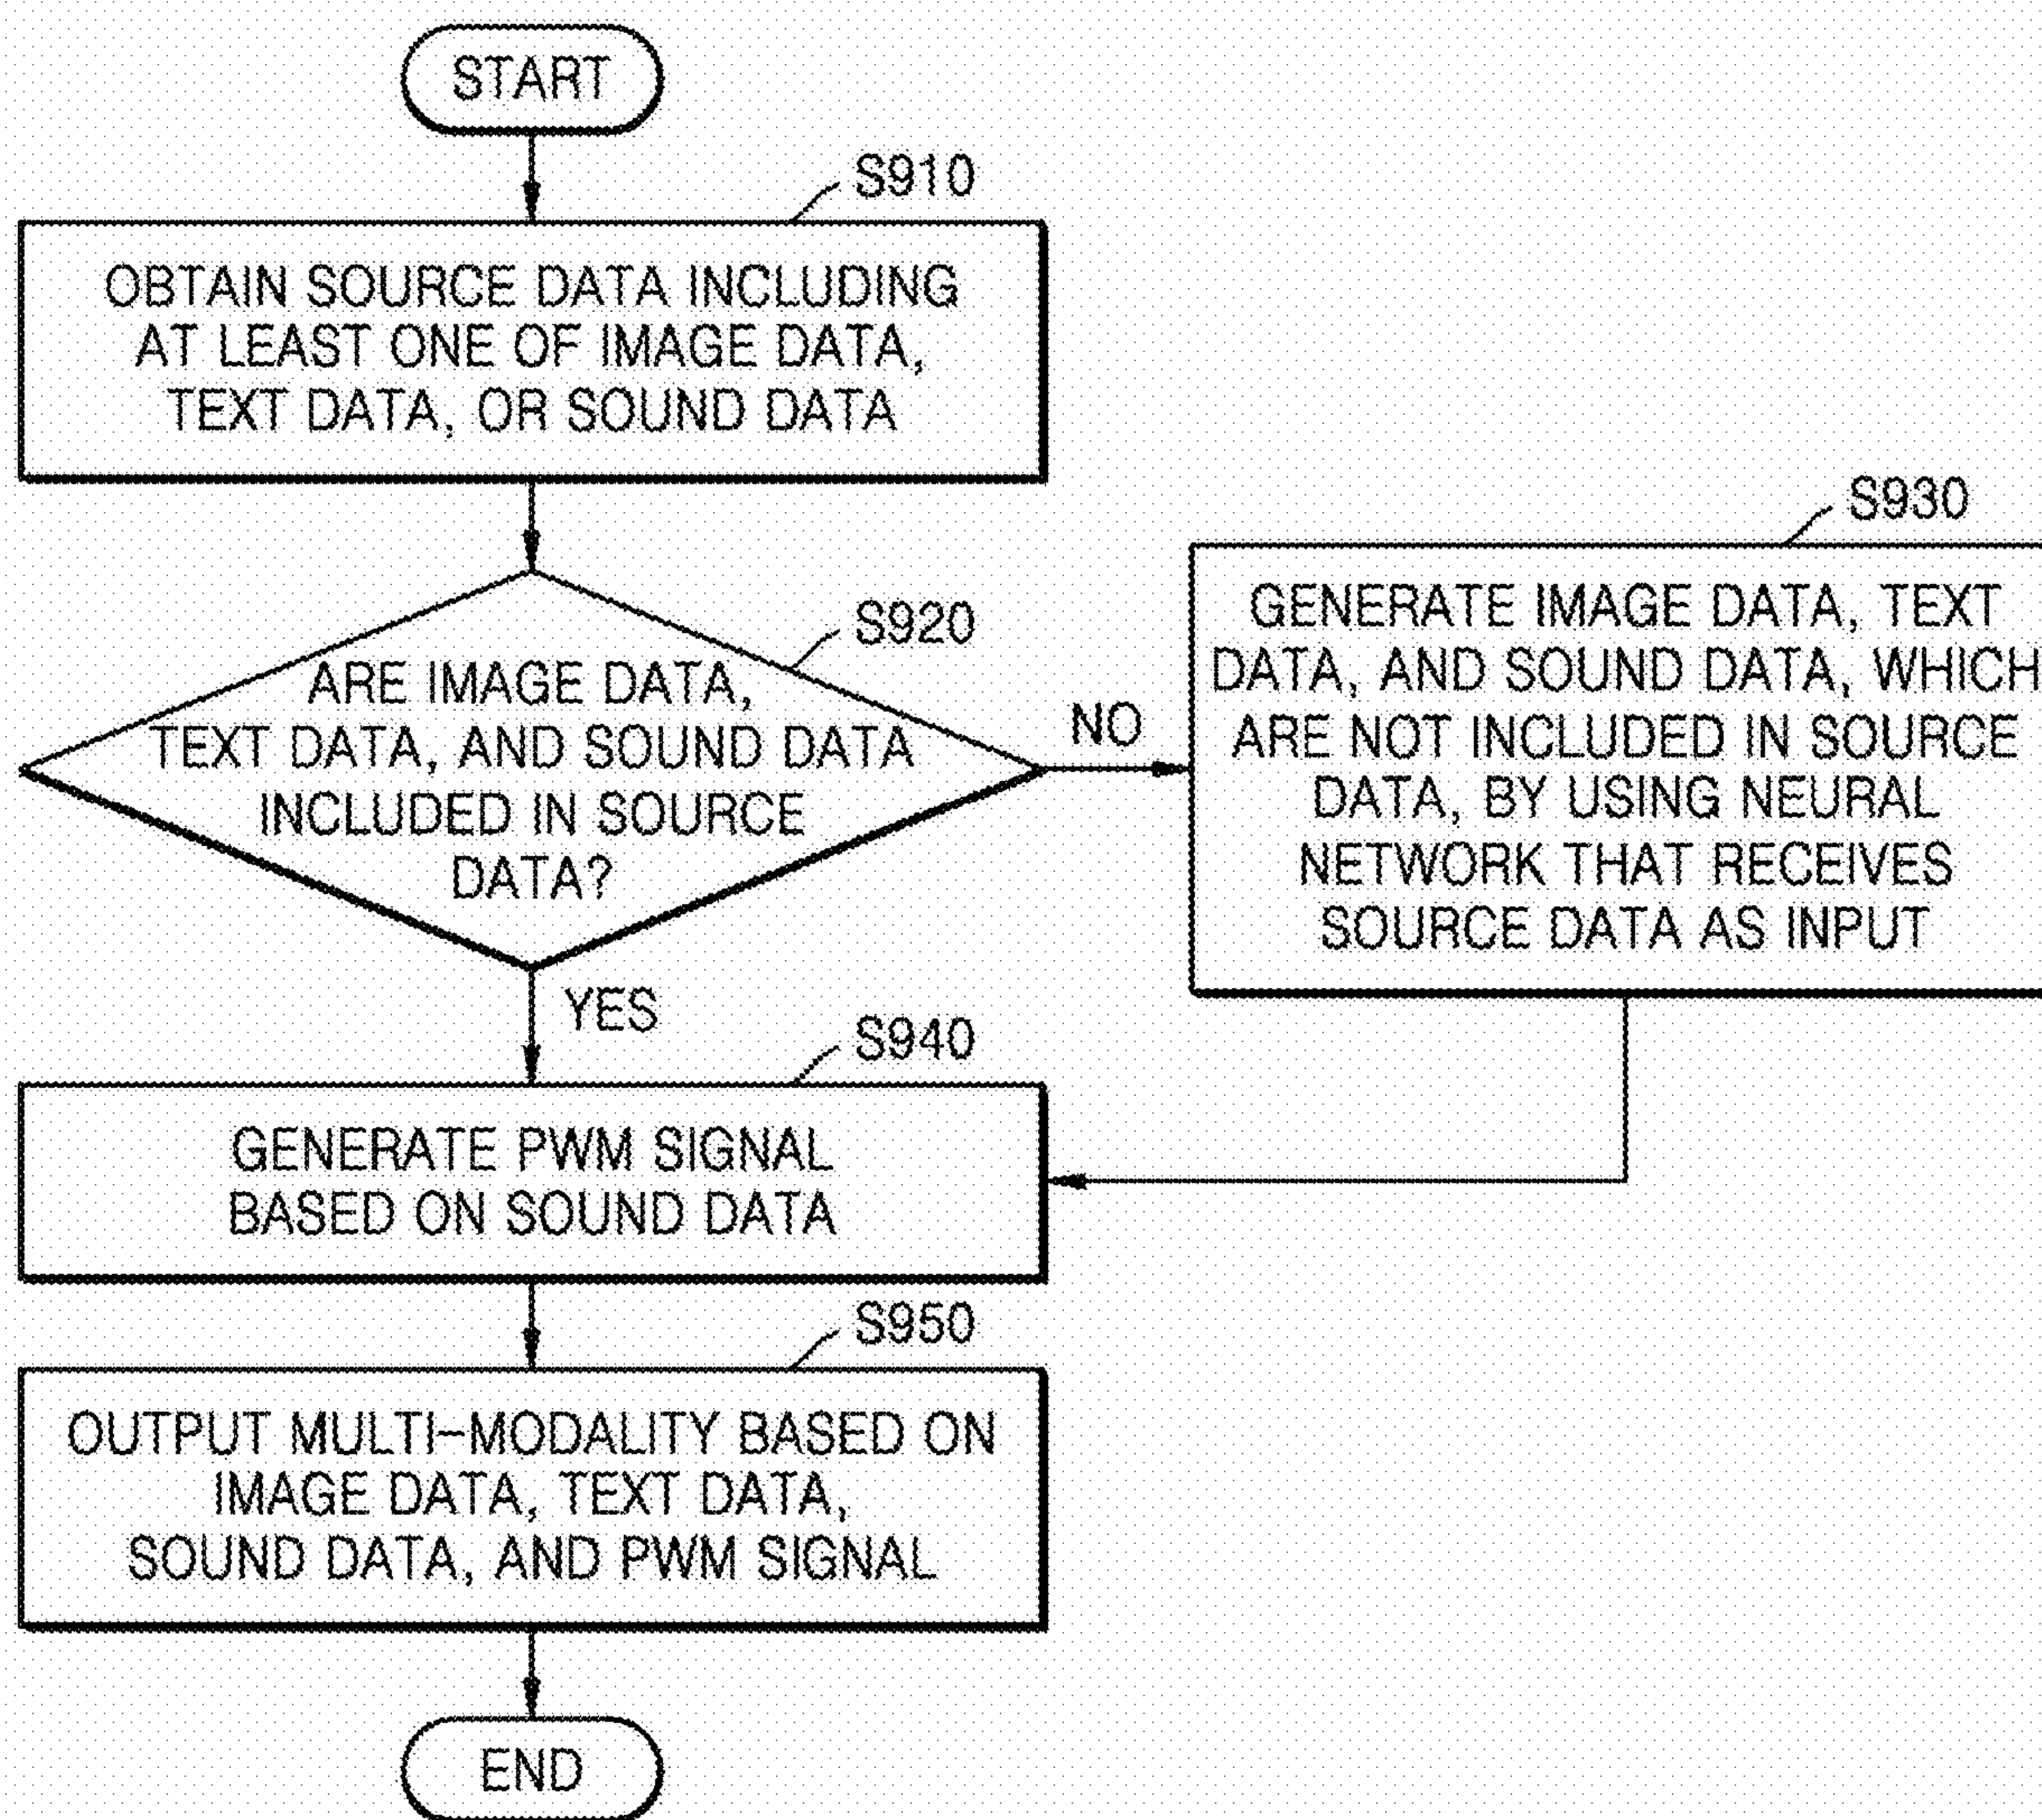 START
S910
OBTAIN SOURCE DATA INCLUDING
AT LEAST ONE OF IMAGE DATA,
TEXT DATA, OR SOUND DATA
S920
ARE IMAGE DATA,
TEXT DATA, AND SOUND DATA
INCLUDED IN SOURCE
DATA?
NO
S930
GENERATE IMAGE DATA, TEXT
DATA, AND SOUND DATA, WHICH
ARE NOT INCLUDED IN SOURCE
DATA, BY USING NEURAL
NETWORK THAT RECEIVES
SOURCE DATA AS INPUT
YES
S940
GENERATE PWM SIGNAL
BASED ON SOUND DATA
S950
OUTPUT MULTI-MODALITY BASED ON
IMAGE DATA, TEXT DATA,
SOUND DATA, AND PWM SIGNAL
END